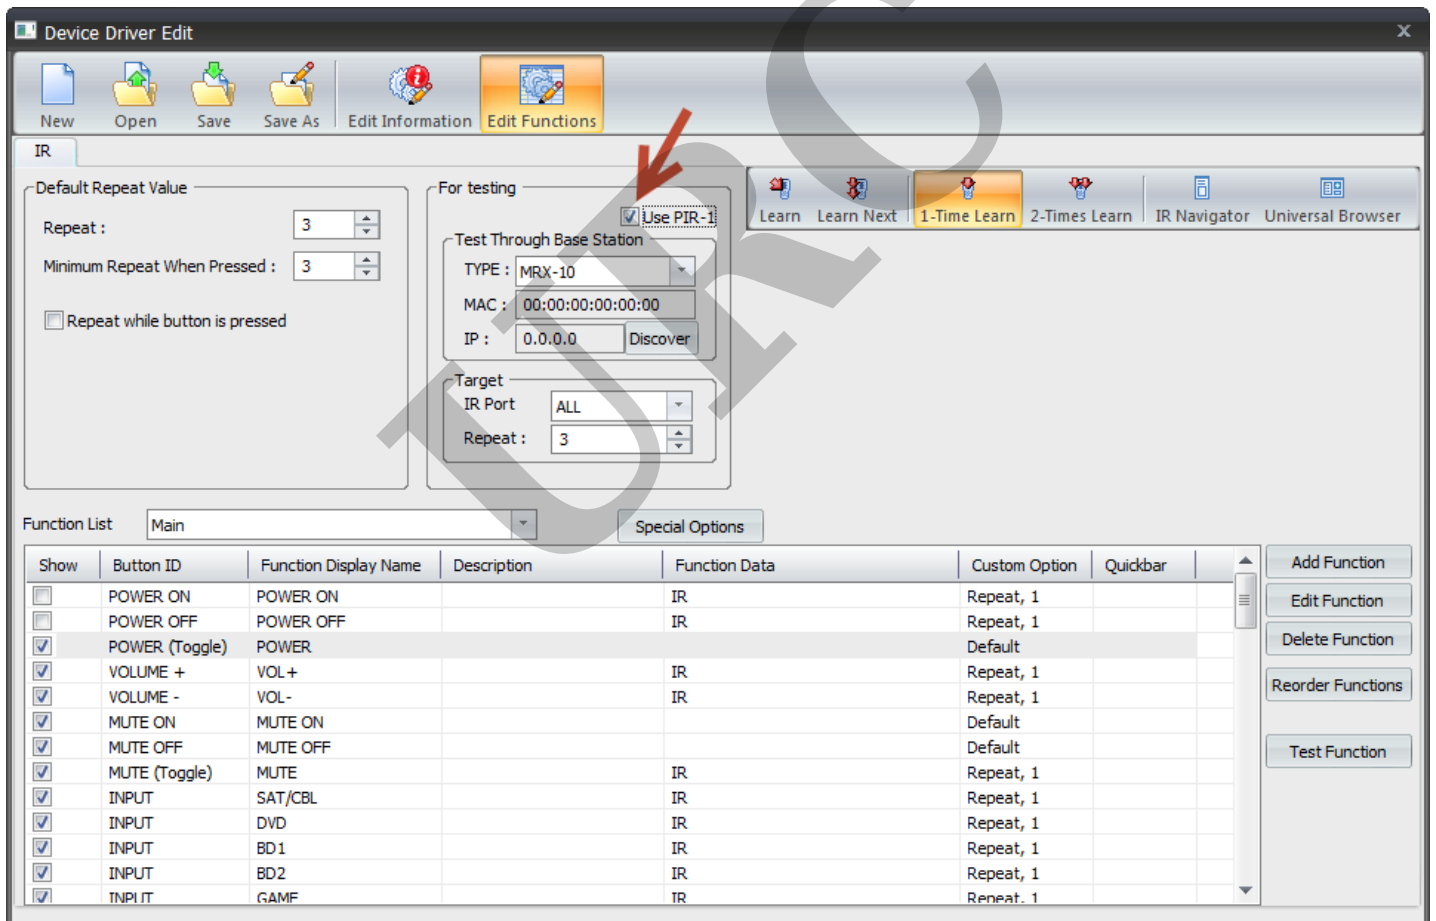 Device Driver Edit x
New Open Save Save As Edit Information Edit Functions
IR
Default Repeat Value
Repeat : 3
Minimum Repeat When Pressed : 3
Repeat while button is pressed
For testing
Use PIR-1
Test Through Base Station
TYPE : MRX-10
MAC : 00:00:00:00:00:00
IP : 0.0.0.0 Discover
Target
IR Port ALL
Repeat : 3
Learn Learn Next 1-Time Learn 2-Times Learn IR Navigator Universal Browser
Function List Main Special Options
Show Button ID Function Display Name Description Function Data Custom Option Quickbar
POWER ON POWER ON IR Repeat, 1
POWER OFF POWER OFF IR Repeat, 1
POWER (Toggle) POWER Default
VOLUME + VOL+ IR Repeat, 1
VOLUME - VOL- IR Repeat, 1
MUTE ON MUTE ON Default
MUTE OFF MUTE OFF Default
MUTE (Toggle) MUTE IR Repeat, 1
INPUT SAT/CBL IR Repeat, 1
INPUT DVD IR Repeat, 1
INPUT BD1 IR Repeat, 1
INPUT BD2 IR Repeat, 1
INPUT GAME IR Repeat, 1
Add Function
Edit Function
Delete Function
Reorder Functions
Test Function
URC